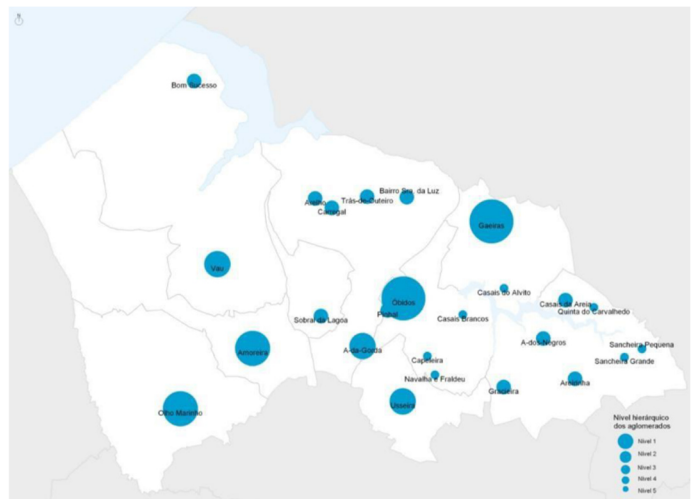 N
Bom Sucesso
Bairro Sra. da Luz
Arelho
Trás-do-Outeiro
Carregal
Gaeiras
Vau
Casais do Alvito
Óbidos
Casais da Areia
Pinhal
Quinta do Carvalhedo
Sobral da Lagoa
Casais Brancos
A-dos-Negros
Amoreira
A-da-Gorda
Sancheira Pequena
Capeleira
Sancheira Grande
Navalha e Fraldeu
Areirinha
Gracieira
Usseira
Olho Marinho
Nível hierárquico
dos aglomerados
Nível 1
Nível 2
Nível 3
Nível 4
Nível 5